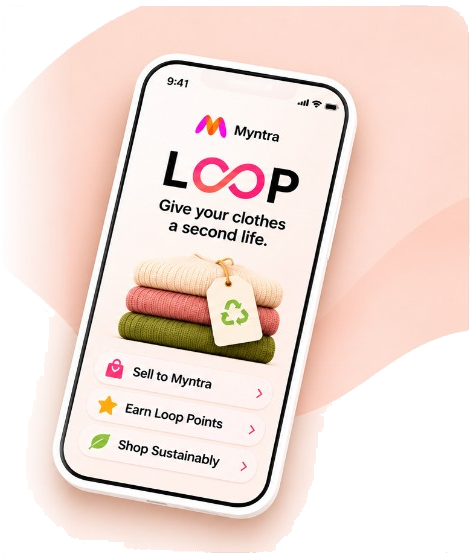 9:41
Myntra
LOOP
Give your clothes
a second life.
Sell to Myntra
Earn Loop Points
Shop Sustainably